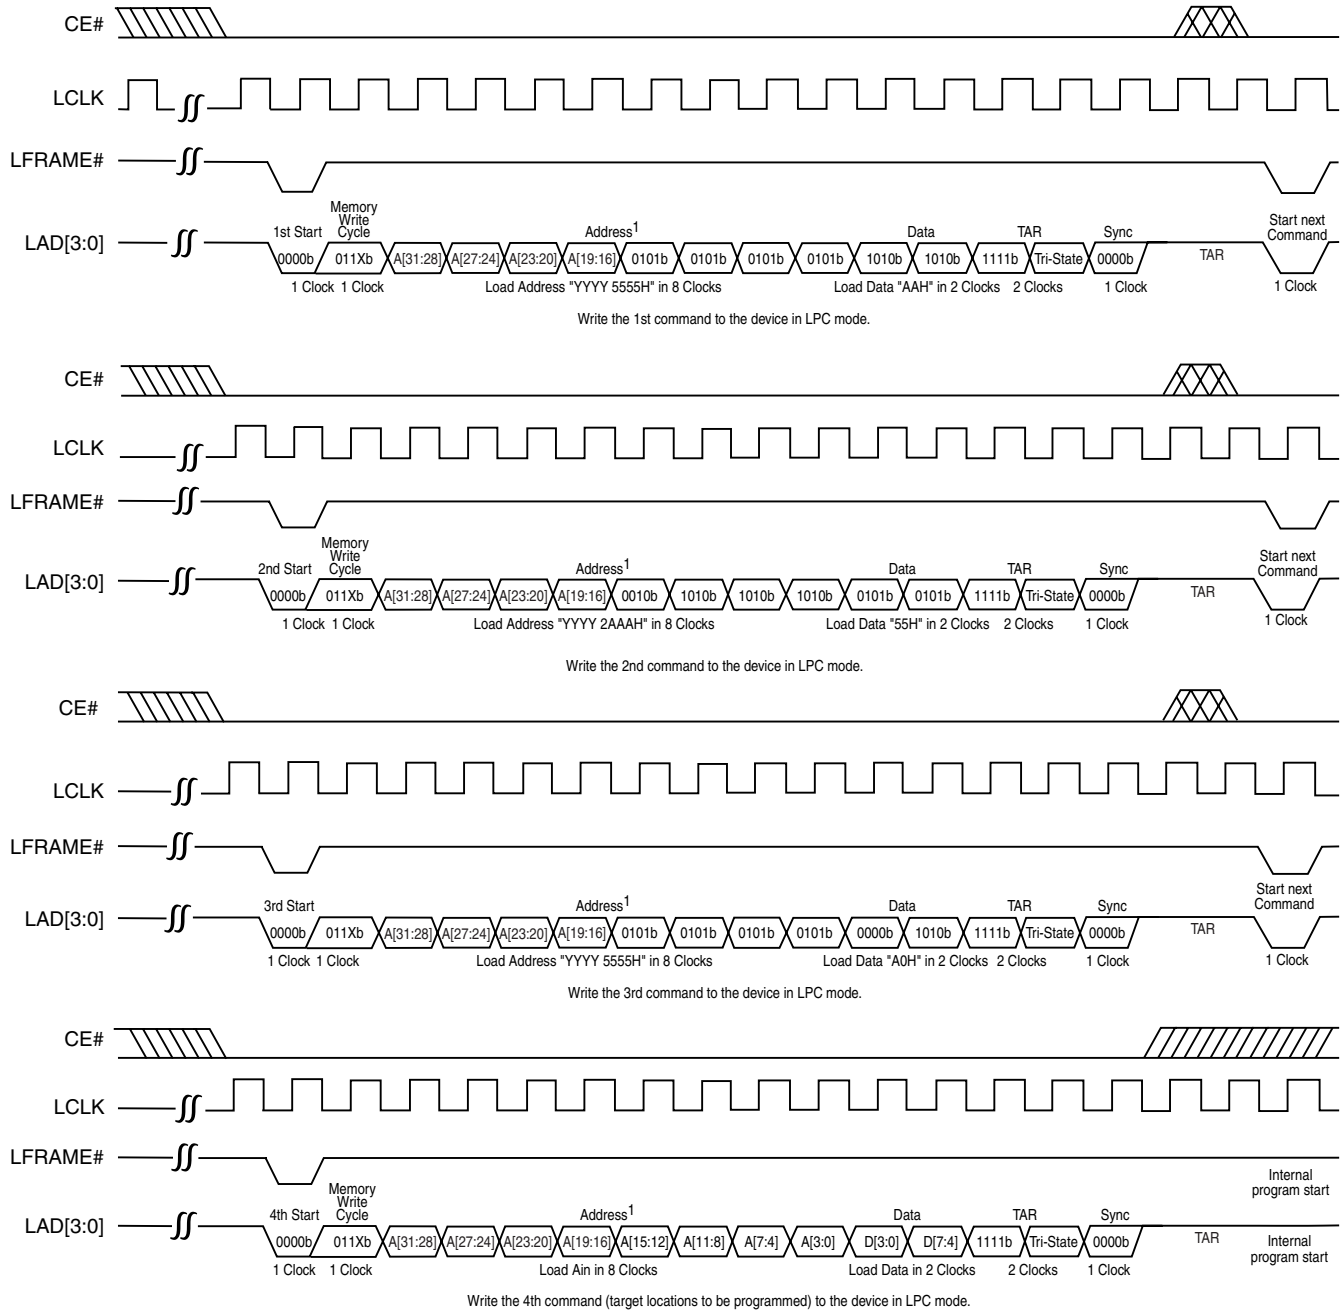 CE#
LCLK
LFRAME#
Memory
Write
Cycle
1st Start
Address1
Data
TAR
Sync
Start next
Command
LAD[3:0]
0000b 011Xb A[31:28] A[27:24] A[23:20] A[19:16] 0101b 0101b 0101b 0101b 1010b 1010b 1111b Tri-State 0000b TAR
1 Clock 1 Clock Load Address "YYYY 5555H" in 8 Clocks Load Data "AAH" in 2 Clocks 2 Clocks 1 Clock 1 Clock
Write the 1st command to the device in LPC mode.
CE#
LCLK
LFRAME#
Memory
Write
Cycle
2nd Start
Address1
Data
TAR
Sync
Start next
Command
LAD[3:0]
0000b 011Xb A[31:28] A[27:24] A[23:20] A[19:16] 0010b 1010b 1010b 1010b 0101b 0101b 1111b Tri-State 0000b TAR
1 Clock 1 Clock Load Address "YYYY 2AAAH" in 8 Clocks Load Data "55H" in 2 Clocks 2 Clocks 1 Clock 1 Clock
Write the 2nd command to the device in LPC mode.
CE#
LCLK
LFRAME#
3rd Start
Address1
Data
TAR
Sync
Start next
Command
LAD[3:0]
0000b 011Xb A[31:28] A[27:24] A[23:20] A[19:16] 0101b 0101b 0101b 0101b 0000b 1010b 1111b Tri-State 0000b TAR
1 Clock 1 Clock Load Address "YYYY 5555H" in 8 Clocks Load Data "A0H" in 2 Clocks 2 Clocks 1 Clock 1 Clock
Write the 3rd command to the device in LPC mode.
CE#
LCLK
LFRAME#
Internal
program start
Memory
Write
Cycle
4th Start
Address1
Data
TAR
Sync
LAD[3:0]
0000b 011Xb A[31:28] A[27:24] A[23:20] A[19:16] A[15:12] A[11:8] A[7:4] A[3:0] D[3:0] D[7:4] 1111b Tri-State 0000b TAR
Internal
program start
1 Clock 1 Clock Load Ain in 8 Clocks Load Data in 2 Clocks 2 Clocks 1 Clock
Write the 4th command (target locations to be programmed) to the device in LPC mode.